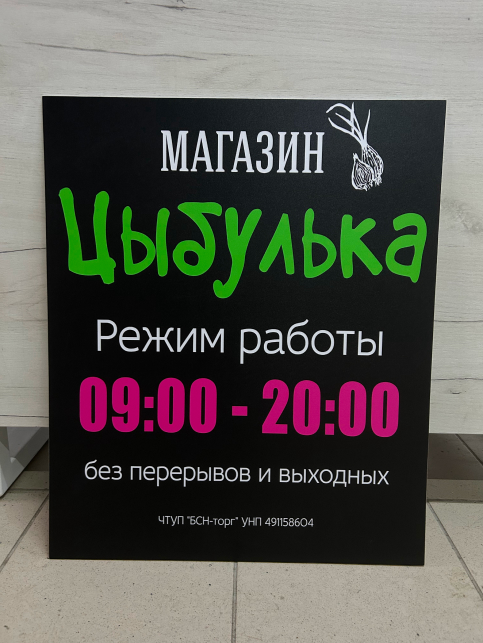 МАГАЗИН
Цыбулька
Режим работы
09:00 - 20:00
без перерывов и выходных
ЧТУП "БСН-торг" УНП 491158604